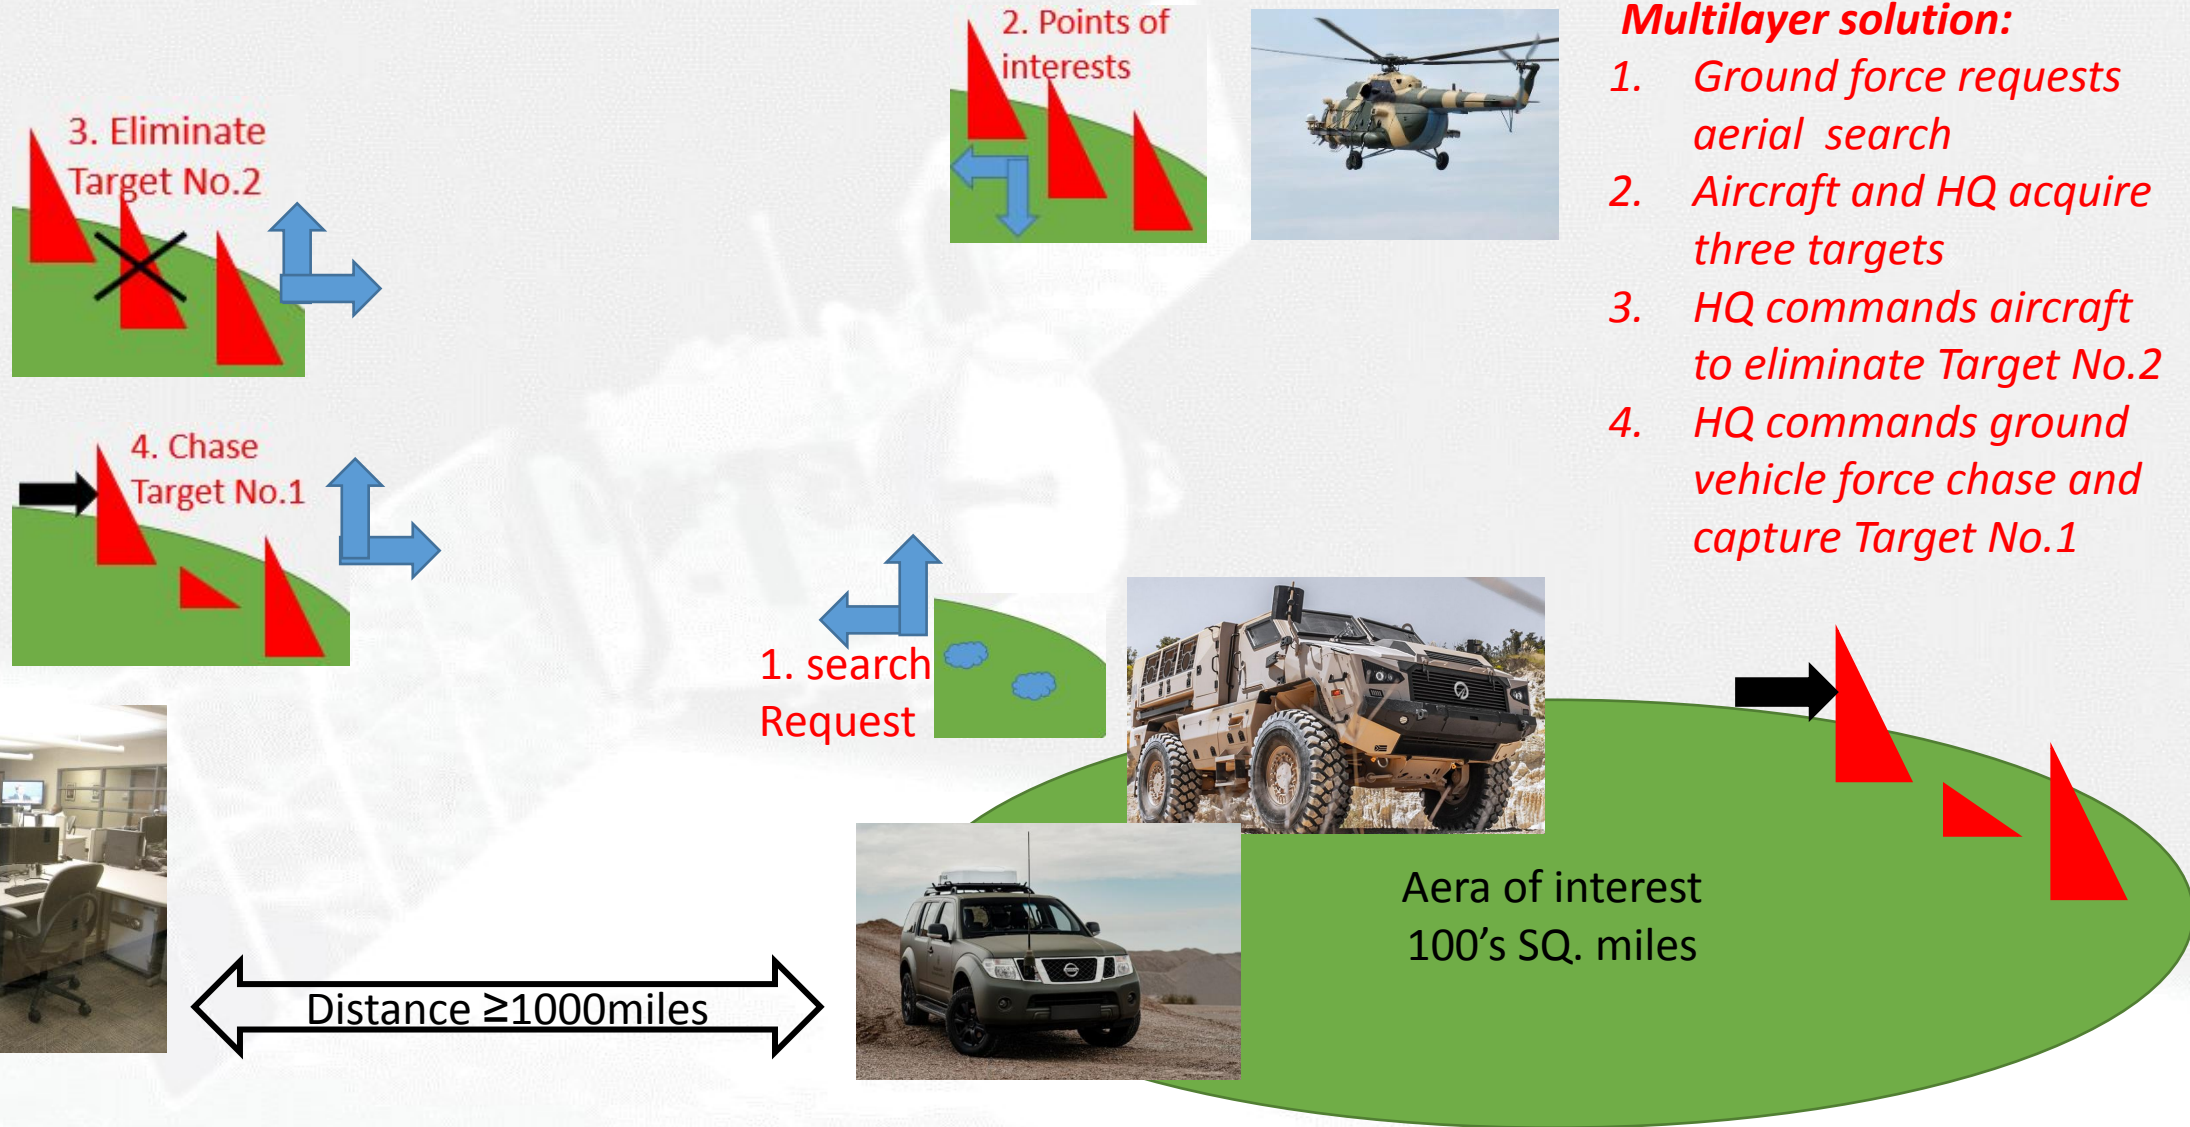 2. Points of
interests
3. Eliminate
Target No.2
4. Chase
Target No.1
1. search
Request
Distance ≥1000miles
Aera of interest
100's SQ. miles
Multilayer solution:
1. Ground force requests
aerial search
2. Aircraft and HQ acquire
three targets
3. HQ commands aircraft
to eliminate Target No.2
4. HQ commands ground
vehicle force chase and
capture Target No.1